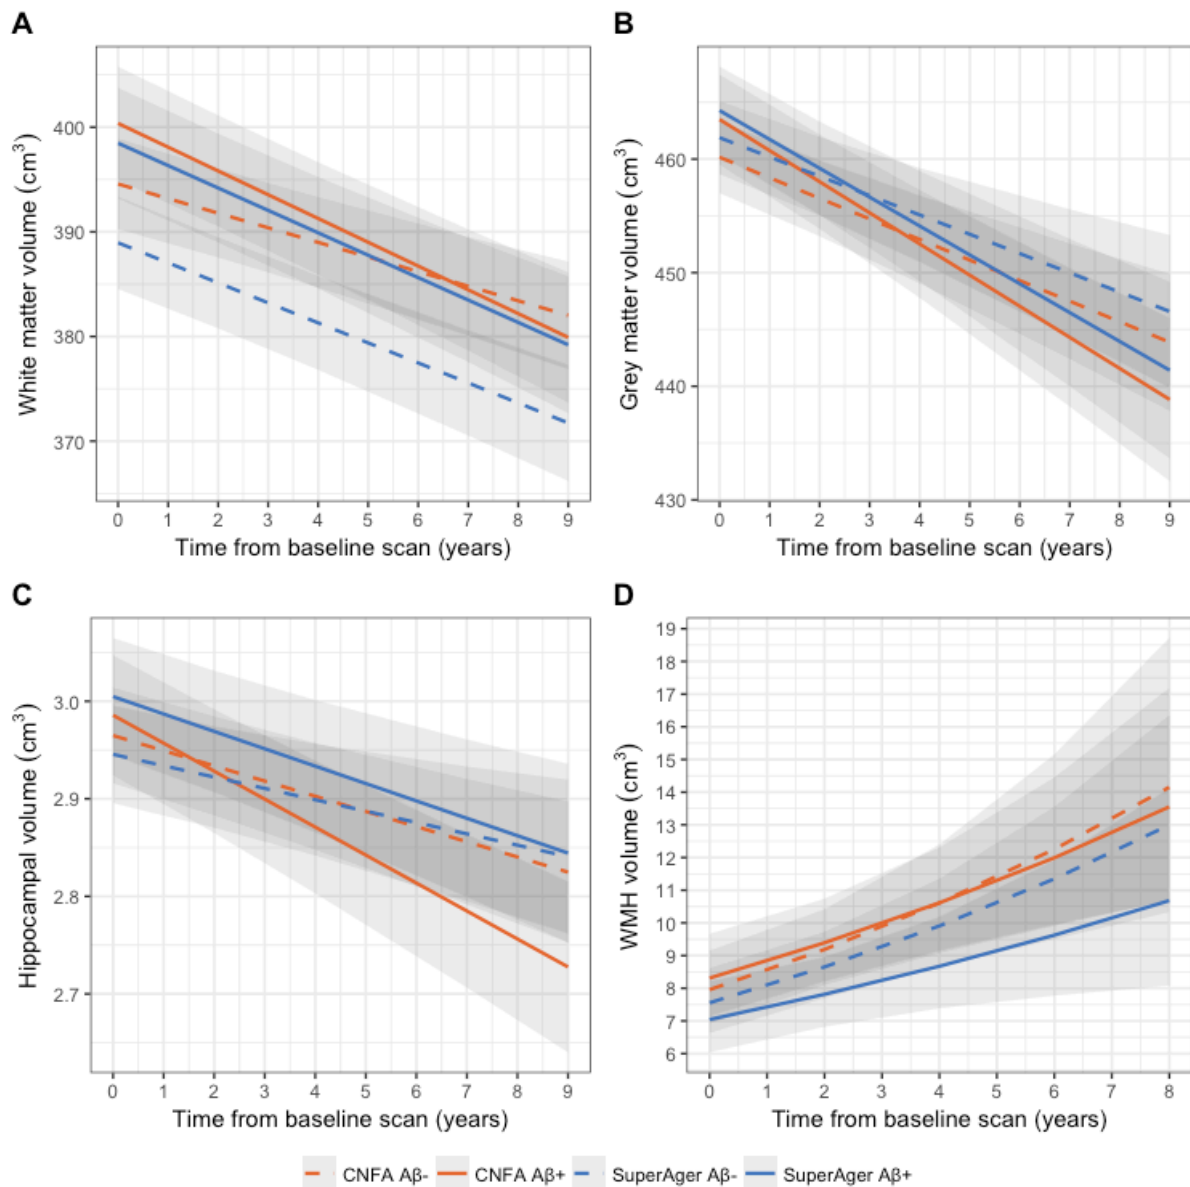 A
White matter volume (cm³)
400
390
380
370
0 1 2 3 4 5 6 7 8 9
Time from baseline scan (years)
B
Grey matter volume (cm³)
460
450
440
430
0 1 2 3 4 5 6 7 8 9
Time from baseline scan (years)
C
Hippocampal volume (cm³)
3.0
2.9
2.8
2.7
0 1 2 3 4 5 6 7 8 9
Time from baseline scan (years)
D
WMH volume (cm³)
19
18
17
16
15
14
13
12
11
10
9
8
7
6
0 1 2 3 4 5 6 7 8
Time from baseline scan (years)
CNFA Aβ- CNFA Aβ+ SuperAger Aβ- SuperAger Aβ+